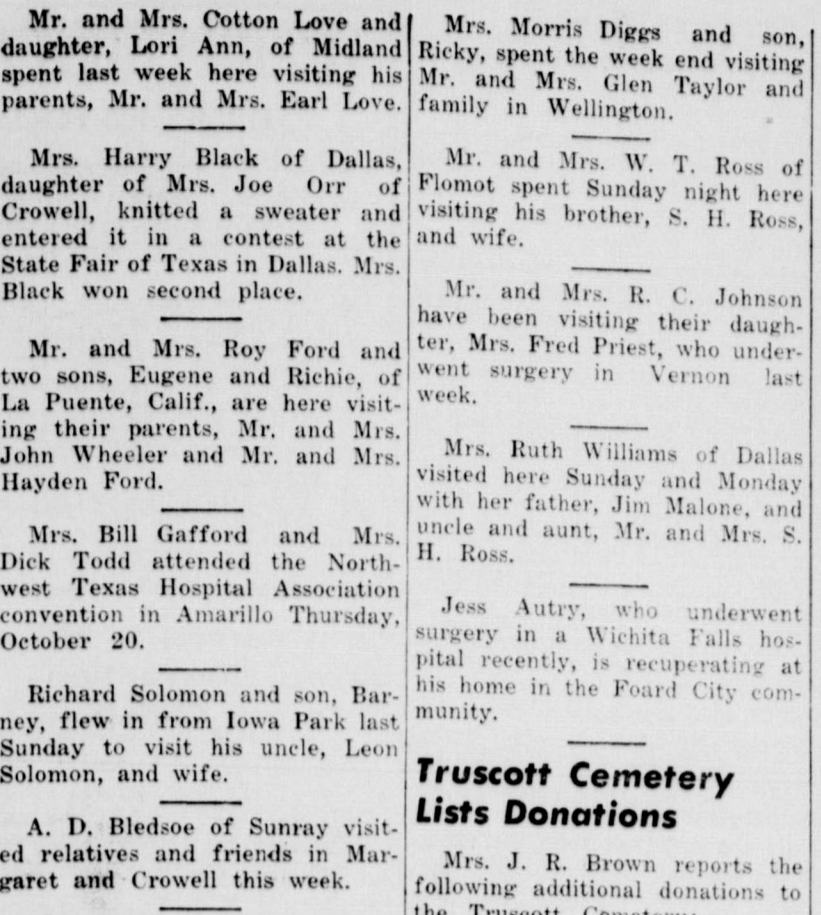 Mr. and Mrs. Cotton Love and
daughter, Lori Ann, of Midland
spent last week here visiting his
parents, Mr. and Mrs. Earl Love.
Mrs. Harry Black of Dallas,
daughter of Mrs. Joe Orr of
Crowell, knitted a sweater and
entered it in a contest at the
State Fair of Texas in Dallas. Mrs.
Black won second place.
Mr. and Mrs. Roy Ford and
two sons, Eugene and Richie, of
La Puente, Calif., are here visit-
ing their parents, Mr. and Mrs.
John Wheeler and Mr. and Mrs.
Hayden Ford.
Mrs. Bill Gafford and Mrs.
Dick Todd attended the North-
west Texas Hospital Association
convention in Amarillo Thursday,
October 20.
Richard Solomon and son, Bar-
ney, flew in from Iowa Park last
Sunday to visit his uncle, Leon
Solomon, and wife.
A. D. Bledsoe of Sunray visit-
ed relatives and friends in Mar-
garet and Crowell this week.
Mrs. Morris Diggs and son,
Ricky, spent the week end visiting
Mr. and Mrs. Glen Taylor and
family in Wellington.
Mr. and Mrs. W. T. Ross of
Flomot spent Sunday night here
visiting his brother, S. H. Ross,
and wife.
Mr. and Mrs. R. C. Johnson
have been visiting their daugh-
ter, Mrs. Fred Priest, who under-
went surgery in Vernon last
week.
Mrs. Ruth Williams of Dallas
visited here Sunday and Monday
with her father, Jim Malone, and
uncle and aunt, Mr. and Mrs. S.
H. Ross.
Jess Autry, who underwent
surgery in a Wichita Falls hos-
pital recently, is recuperating at
his home in the Foard City com-
munity.
Truscott Cemetery
Lists Donations
Mrs. J. R. Brown reports the
following additional donations to
the Truscott Cemetery